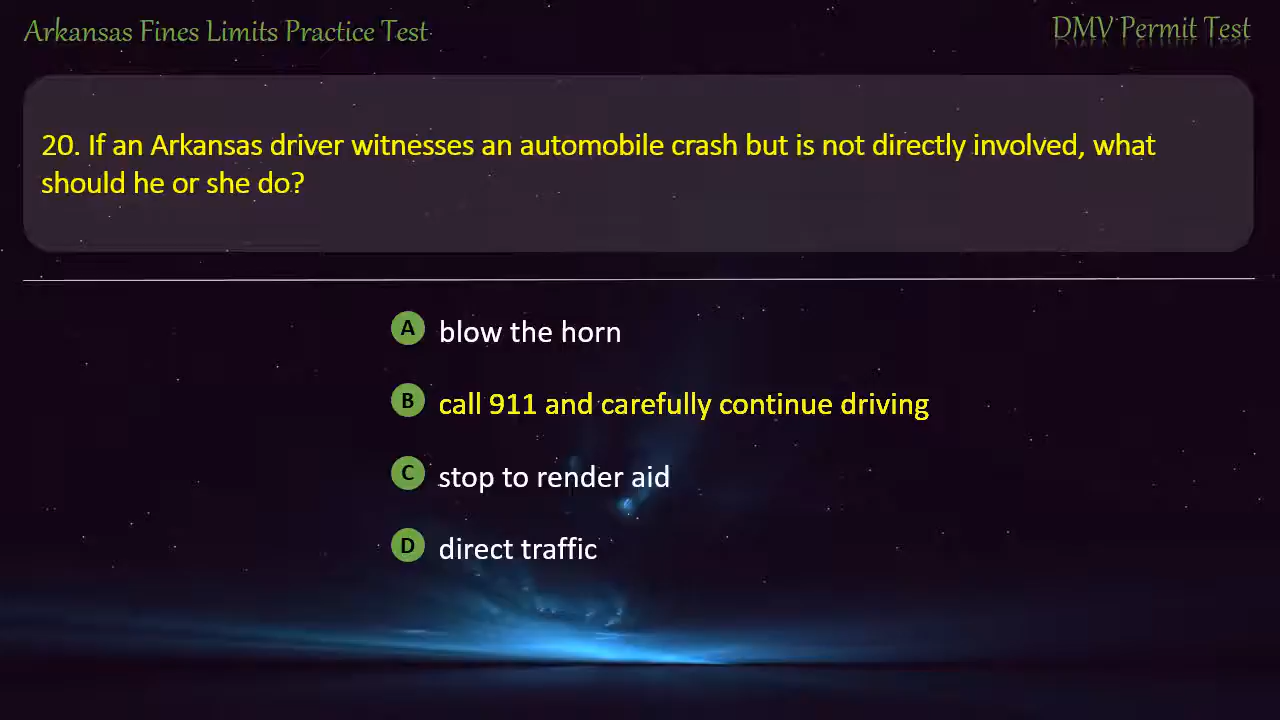 Arkansas Fines Limits Practice Test
DMV Permit Test
20. If an Arkansas driver witnesses an automobile crash but is not directly involved, what
should he or she do?
A blow the horn
B call 911 and carefully continue driving
C stop to render aid
D direct traffic